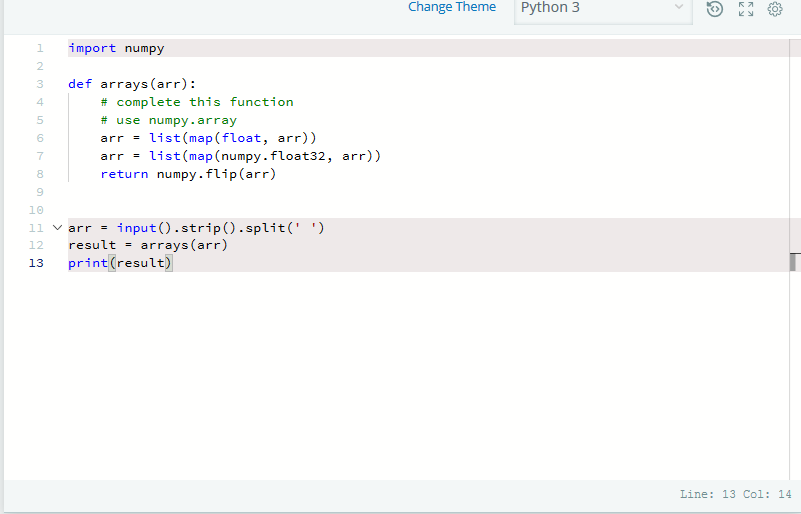 Change Theme Python 3
1 import numpy
2
3 def arrays(arr):
4 # complete this function
5 # use numpy.array
6 arr = list(map(float, arr))
7 arr = list(map(numpy.float32, arr))
8 return numpy.flip(arr)
9
10
11 arr = input().strip().split(' ')
12 result = arrays(arr)
13 print(result)
Line: 13 Col: 14